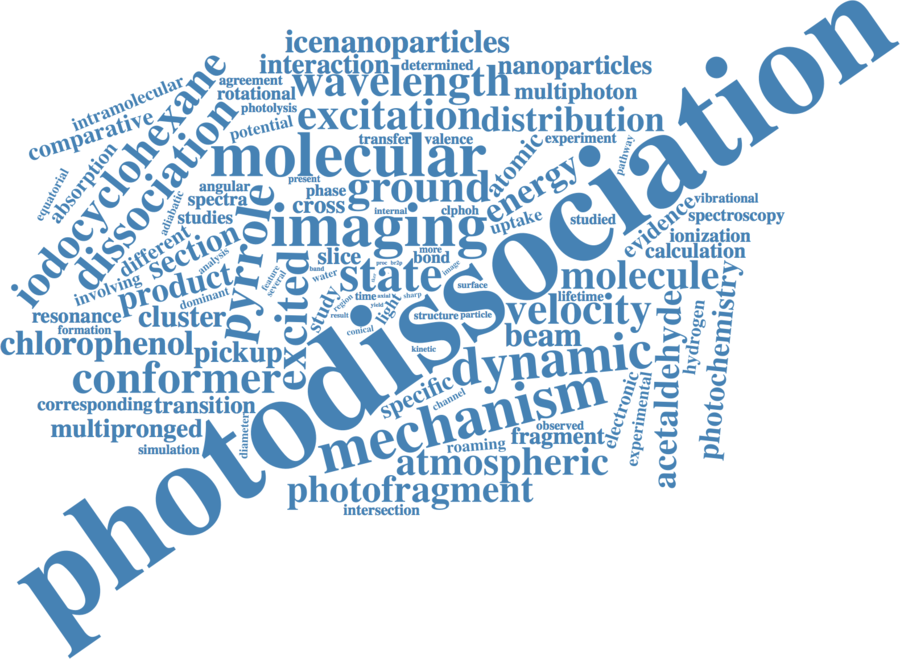 photodissociation
icenanoparticles
interaction
determined
nanoparticles
agreement
wavelength
intramolecular
rotational
multiphoton
photolysis
comparative
iodocyclohexane
potential
excitation
distribution
dissociation
transfer
valence
experiment
pathway
molecular
atomic
absorption
equatorial
angular
present
phase
ground
energy
spectra
adiabatic
cross
internal
clphoh
vibrational
studies
pyrrole
imaging
uptake
studied
evidence
spectroscopy
different
section
more
ionization
analysis
slice
bond
calculation
involving
product
feature
several
band
water
state
image
molecule
dominant
surface
excited
study
region
time
axial
light
sharp
yield
lifetime
velocity
resonance
cluster
result
structure
particle
formation
conical
beam
acetaldehyde
hydrogen
photochemistry
chlorophenol
pickup
kinetic
dynamic
conformer
specific
mechanism
channel
corresponding
transition
electronic
experimental
diameter
multipronged
observed
fragment
roaming
simulation
atmospheric
photofragment
intersection